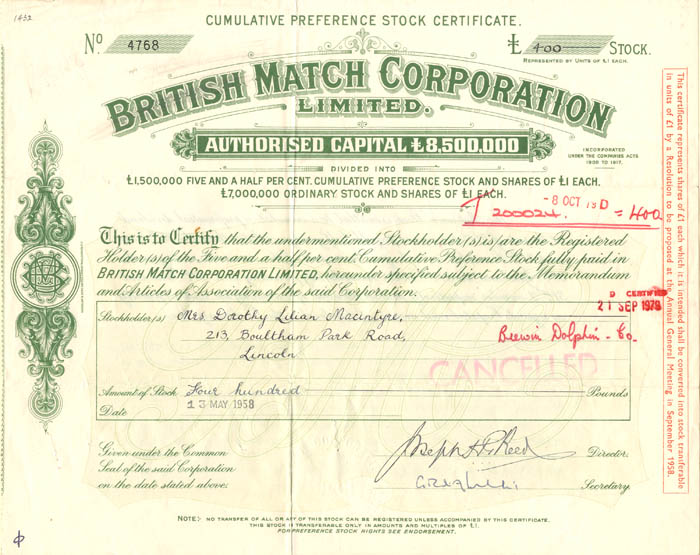 1432
CUMULATIVE PREFERENCE STOCK CERTIFICATE.
No. 4768
£ 400 STOCK.
REPRESENTED BY UNITS OF £1 EACH.
BRITISH MATCH CORPORATION
LIMITED.
AUTHORISED CAPITAL £8,500,000
INCORPORATED
UNDER THE COMPANIES ACTS
1908 TO 1917.
DIVIDED INTO
£1,500,000 FIVE AND A HALF PER CENT. CUMULATIVE PREFERENCE STOCK AND SHARES OF £1 EACH.
£7,000,000 ORDINARY STOCK AND SHARES OF £1 EACH.
-8 OCT 19 D
T 200024. = 400
This is to Certify that the undermentioned Stockholder(s) is/are the Registered
Holder(s) of the Five and a half per cent Cumulative Preference Stock fully paid in
BRITISH MATCH CORPORATION LIMITED, hereunder specified subject to the Memorandum
and Articles of Association of the said Corporation.
D CERTIFIED
21 SEP 1979
Stockholder(s) Mrs Dorothy Lilian Macintyre,
213, Boultham Park Road,
Lincoln
Brewin Dolphin & Co.
CANCELLED
Amount of Stock Four hundred Pounds
Date 13 MAY 1958
Given under the Common
Seal of the said Corporation
on the date stated above.
Director.
Secretary.
NOTE:- NO TRANSFER OF ALL OR ANY OF THIS STOCK CAN BE REGISTERED UNLESS ACCOMPANIED BY THIS CERTIFICATE.
THIS STOCK IS TRANSFERABLE ONLY IN AMOUNTS AND MULTIPLES OF £1.
FOR PREFERENCE STOCK RIGHTS SEE ENDORSEMENT.
This certificate represents shares of £1 each which it is intended shall be converted into stock transferable
in units of £1 by a Resolution to be proposed at the Annual General Meeting in September 1958.